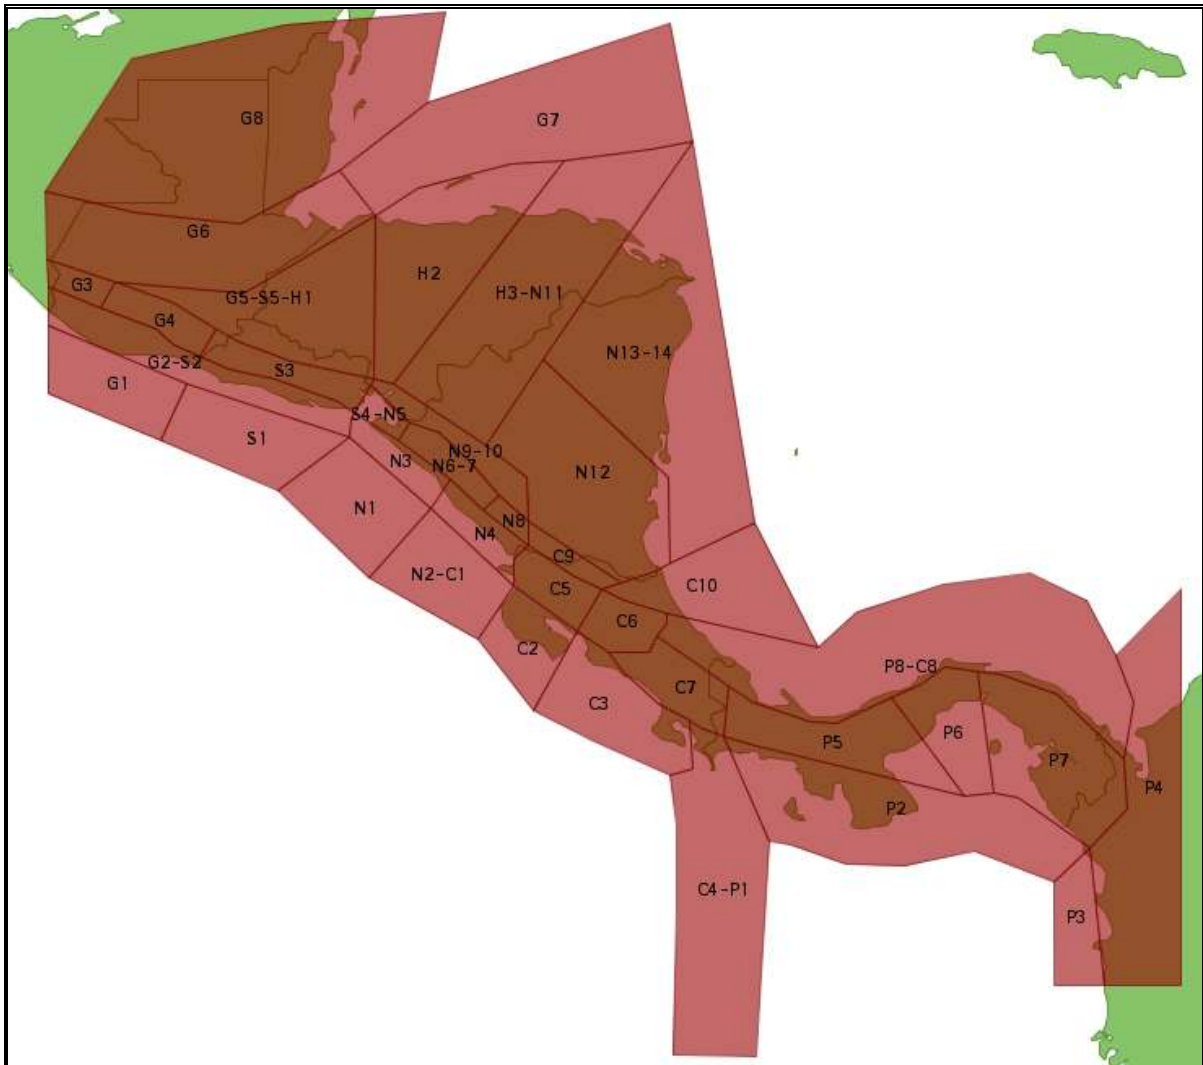 G8
G7
G6
H2
G3
G5-S5-H1
H3-N11
G4
N13-14
G2-S2
S3
G1
S4-N5
S1
N9-10
N3
N6-7
N12
N1
N8
N4
C9
N2-C1
C5
C10
C6
C2
P8-C8
C7
C3
P6
P5
P7
P4
P2
C4-P1
P3